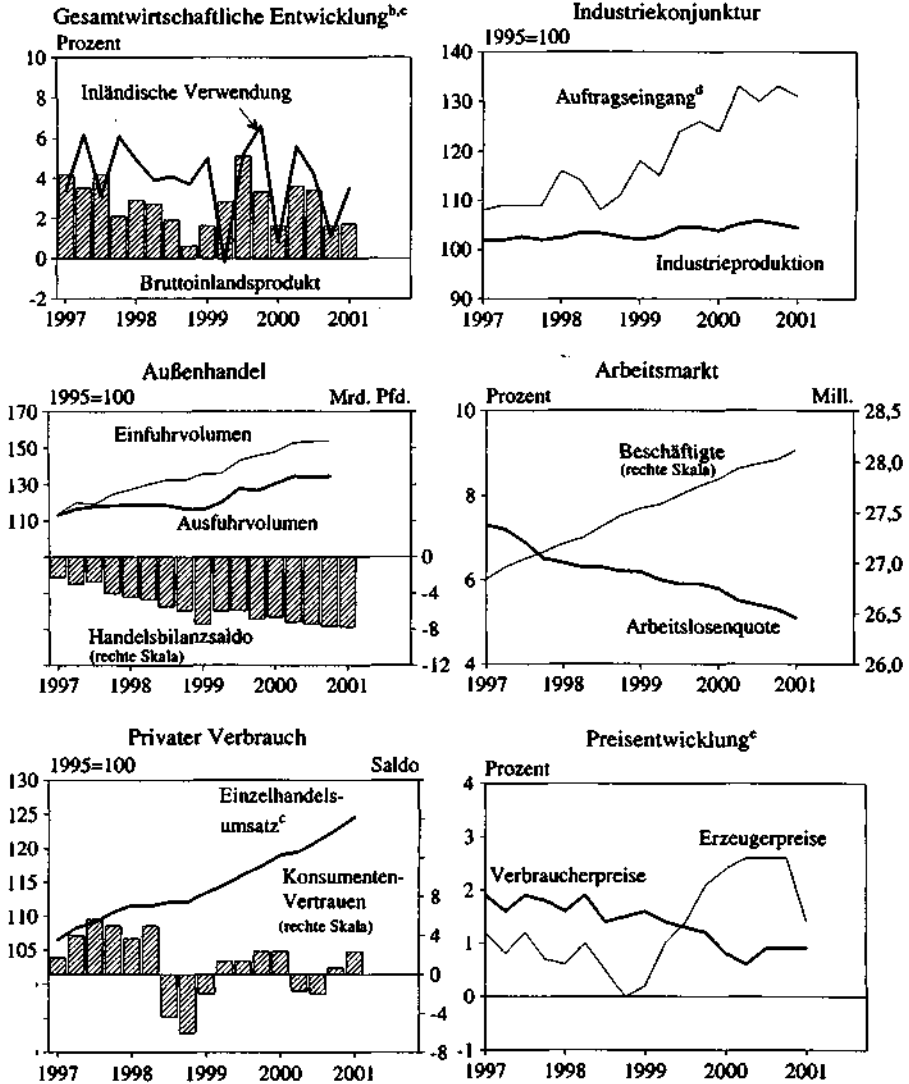 Gesamtwirtschaftliche Entwicklung^b,c
Prozent
10
8
6
4
2
0
-2
Inländische Verwendung
Bruttoinlandsprodukt
1997 1998 1999 2000 2001
Industriekonjunktur
1995=100
140
130
120
110
100
90
Auftragseingang^d
Industrieproduktion
1997 1998 1999 2000 2001
Außenhandel
1995=100 Mrd. Pfd.
170
150
130
110
Einfuhrvolumen
Ausfuhrvolumen
0
-4
-8
-12
Handelsbilanzsaldo
(rechte Skala)
1997 1998 1999 2000 2001
Arbeitsmarkt
Prozent Mill.
10
8
6
4
28,5
28,0
27,5
27,0
26,5
26,0
Beschäftigte
(rechte Skala)
Arbeitslosenquote
1997 1998 1999 2000 2001
Privater Verbrauch
1995=100 Saldo
130
125
120
115
110
105
Einzelhandels-
umsatz^c
Konsumenten-
Vertrauen
(rechte Skala)
8
4
0
-4
-8
1997 1998 1999 2000 2001
Preisentwicklung^e
Prozent
4
3
2
1
0
-1
Erzeugerpreise
Verbraucherpreise
1997 1998 1999 2000 2001